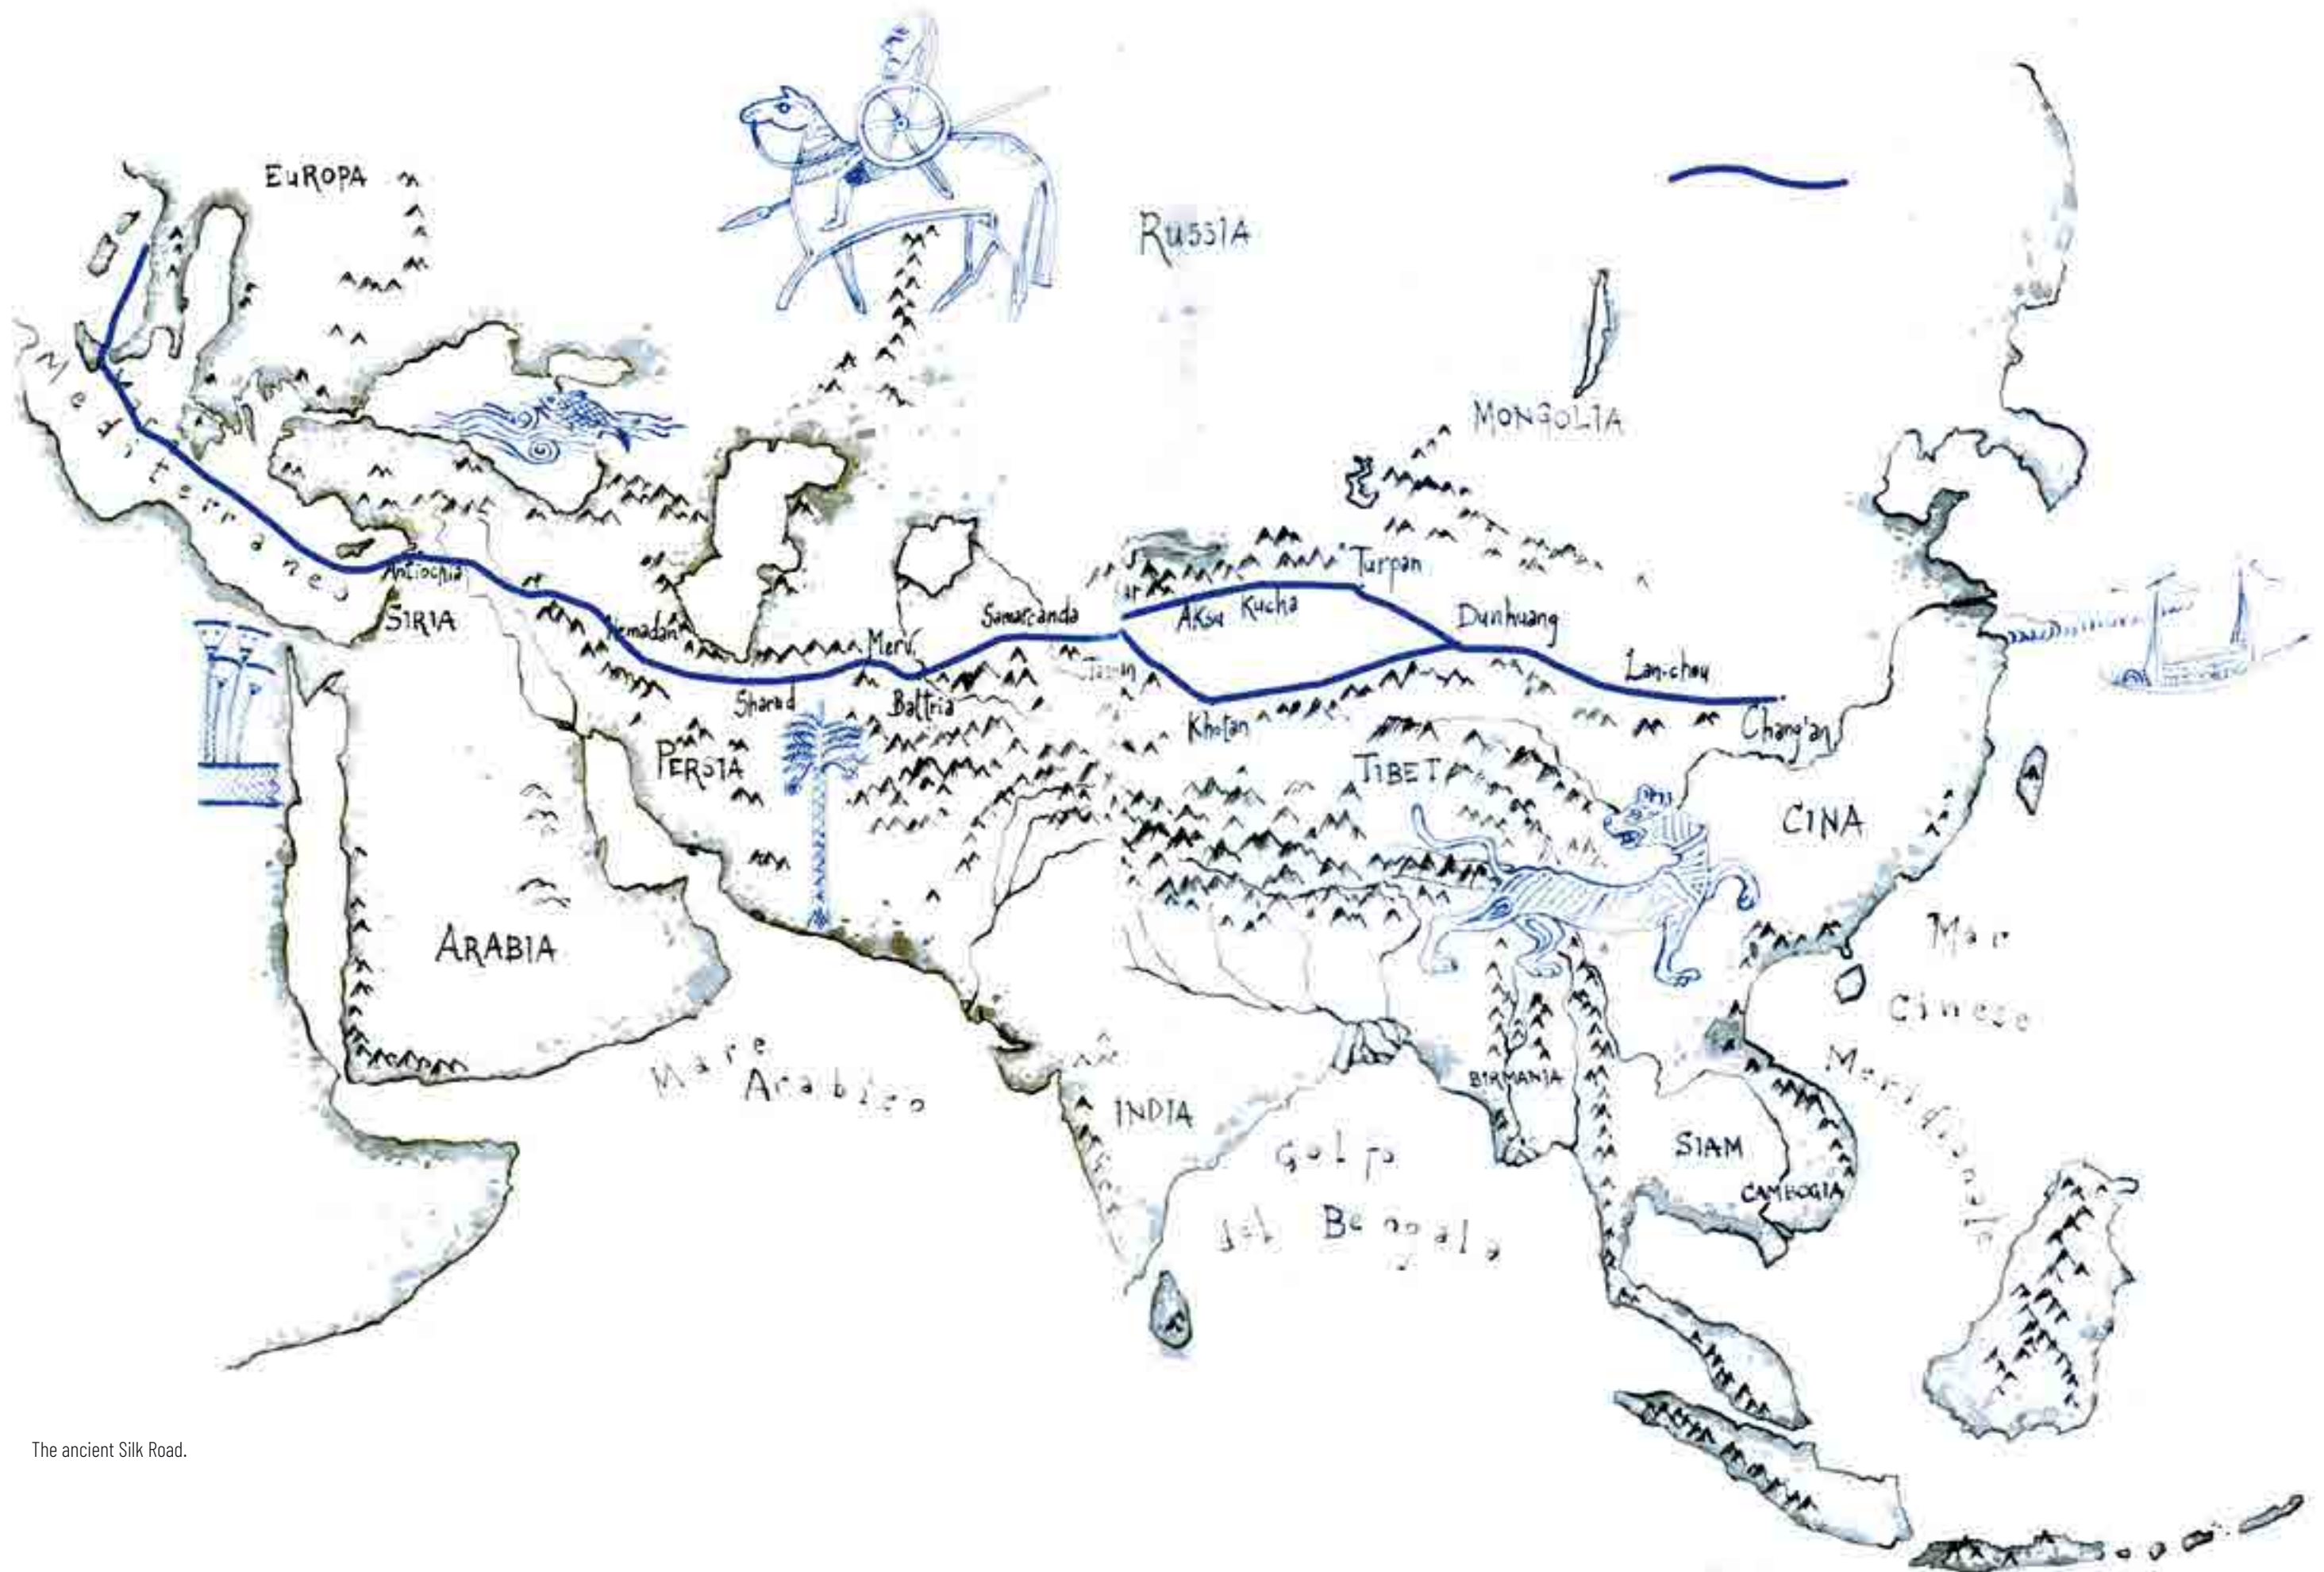 EUROPA
RUSSIA
MONGOLIA
Mediterraneo
Antiochia
SIRIA
Hemadan
Sharud
Merv
Battria
Samarcanda
Aksu
Kucha
Turpan
Dunhuang
Lan-chou
Chang'an
Khotan
PERSIA
TIBET
CINA
ARABIA
Mare
Arabico
INDIA
Golfo
del Bengala
BIRMANIA
SIAM
CAMBOGIA
Mar
Cinese
Meridionale
The ancient Silk Road.